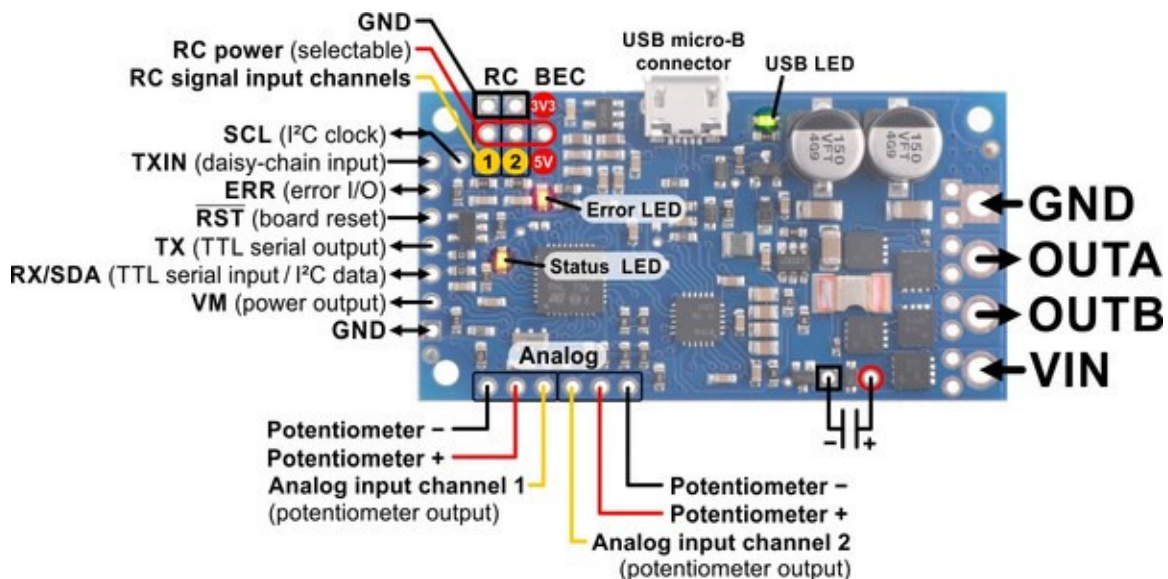 GND
RC power (selectable)
RC signal input channels
RC BEC
3V3
USB micro-B
connector
USB LED
SCL (I²C clock)
TXIN (daisy-chain input)
1 2 5V
ERR (error I/O)
RST (board reset)
TX (TTL serial output)
RX/SDA (TTL serial input / I²C data)
VM (power output)
GND
Error LED
Status LED
150
VFT
4G9
150
VFT
4G9
GND
OUTA
OUTB
VIN
Analog
− +
Potentiometer −
Potentiometer +
Analog input channel 1
(potentiometer output)
Potentiometer −
Potentiometer +
Analog input channel 2
(potentiometer output)